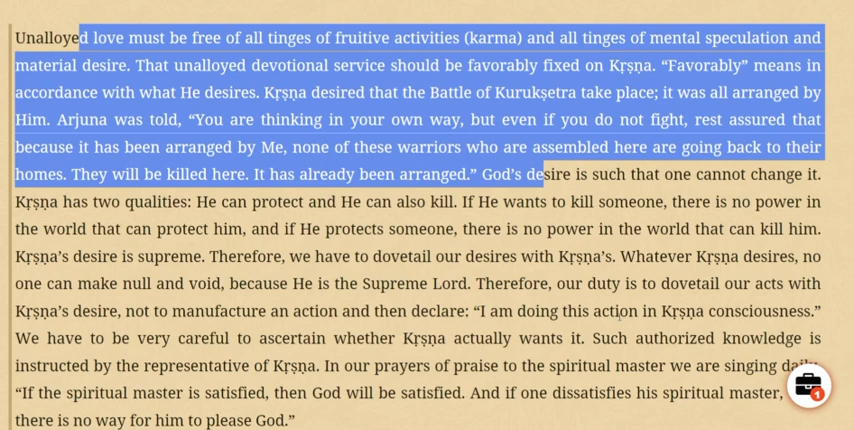 Unalloyed love must be free of all tinges of fruitive activities (karma) and all tinges of mental speculation and
material desire. That unalloyed devotional service should be favorably fixed on Kṛṣṇa. “Favorably” means in
accordance with what He desires. Kṛṣṇa desired that the Battle of Kurukṣetra take place; it was all arranged by
Him. Arjuna was told, “You are thinking in your own way, but even if you do not fight, rest assured that
because it has been arranged by Me, none of these warriors who are assembled here are going back to their
homes. They will be killed here. It has already been arranged.” God’s desire is such that one cannot change it.
Kṛṣṇa has two qualities: He can protect and He can also kill. If He wants to kill someone, there is no power in
the world that can protect him, and if He protects someone, there is no power in the world that can kill him.
Kṛṣṇa’s desire is supreme. Therefore, we have to dovetail our desires with Kṛṣṇa’s. Whatever Kṛṣṇa desires, no
one can make null and void, because He is the Supreme Lord. Therefore, our duty is to dovetail our acts with
Kṛṣṇa’s desire, not to manufacture an action and then declare: “I am doing this action in Kṛṣṇa consciousness.”
We have to be very careful to ascertain whether Kṛṣṇa actually wants it. Such authorized knowledge is
instructed by the representative of Kṛṣṇa. In our prayers of praise to the spiritual master we are singing daily,
“If the spiritual master is satisfied, then God will be satisfied. And if one dissatisfies his spiritual master,
there is no way for him to please God.”
1